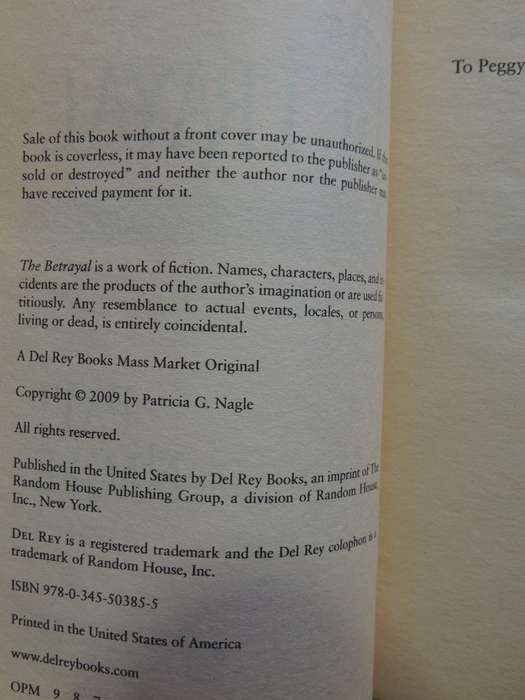 Sale of this book without a front cover may be unauthorized. If
book is coverless, it may have been reported to the publisher as
sold or destroyed" and neither the author nor the publisher
have received payment for it.
The Betrayal is a work of fiction. Names, characters, places, and
cidents are the products of the author's imagination or are used
titiously. Any resemblance to actual events, locales, or
living or dead, is entirely coincidental.
A Del Rey Books Mass Market Original
Copyright © 2009 by Patricia G. Nagle
All rights reserved.
Published in the United States by Del Rey Books, an imprint of The
Random House Publishing Group, a division of Random House,
Inc., New York.
DEL REY is a registered trademark and the Del Rey colophon is a
trademark of Random House, Inc.
ISBN 978-0-345-50385-5
Printed in the United States of America
www.delreybooks.com
OPM 9 8 7
To Peggy